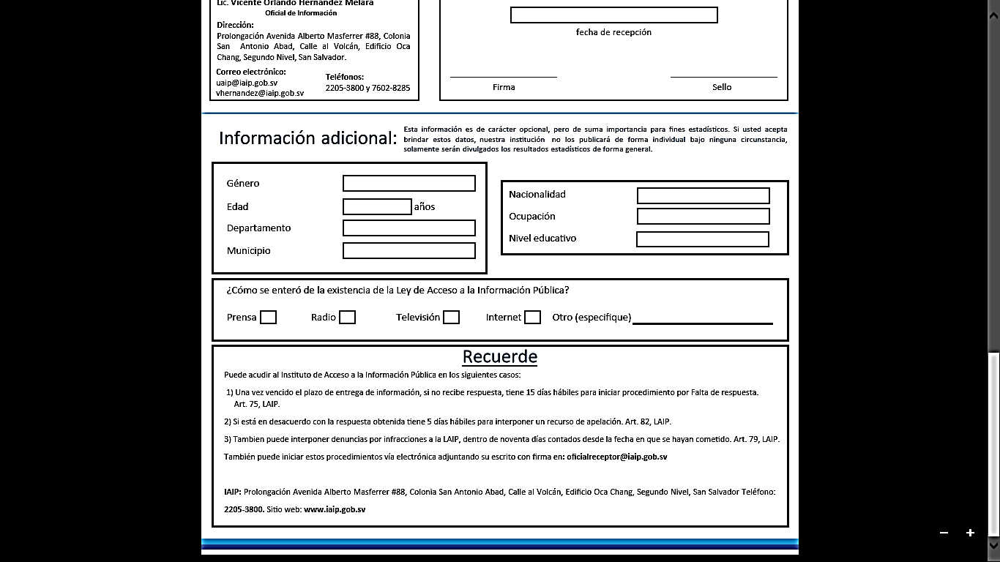 Lic. Vicente Orlando Hernández Melara
Oficial de Información
Dirección:
Prolongación Avenida Alberto Masferrer #88, Colonia
San Antonio Abad, Calle al Volcán, Edificio Oca
Chang, Segundo Nivel, San Salvador.
Correo electrónico:
uaip@iaip.gob.sv
vhernandez@iaip.gob.sv
Teléfonos:
2205-3800 y 7602-8285
fecha de recepción
Firma
Sello
Información adicional:
Esta información es de carácter opcional, pero de suma importancia para fines estadísticos. Si usted acepta
brindar estos datos, nuestra institución no los publicará de forma individual bajo ninguna circunstancia,
solamente serán divulgados los resultados estadísticos de forma general.
Género
Edad
años
Departamento
Municipio
Nacionalidad
Ocupación
Nivel educativo
¿Cómo se enteró de la existencia de la Ley de Acceso a la Información Pública?
Prensa Radio Televisión Internet Otro (especifique)
Recuerde
Puede acudir al Instituto de Acceso a la Información Pública en los siguientes casos:
1) Una vez vencido el plazo de entrega de información, si no recibe respuesta, tiene 15 días hábiles para iniciar procedimiento por Falta de respuesta.
Art. 75, LAIP.
2) Si está en desacuerdo con la respuesta obtenida tiene 5 días hábiles para interponer un recurso de apelación. Art. 82, LAIP.
3) Tambien puede interponer denuncias por infracciones a la LAIP, dentro de noventa días contados desde la fecha en que se hayan cometido. Art. 79, LAIP.
También puede iniciar estos procedimientos vía electrónica adjuntando su escrito con firma en: oficialreceptor@iaip.gob.sv
IAIP: Prolongación Avenida Alberto Masferrer #88, Colonia San Antonio Abad, Calle al Volcán, Edificio Oca Chang, Segundo Nivel, San Salvador Teléfono:
2205-3800. Sitio web: www.iaip.gob.sv